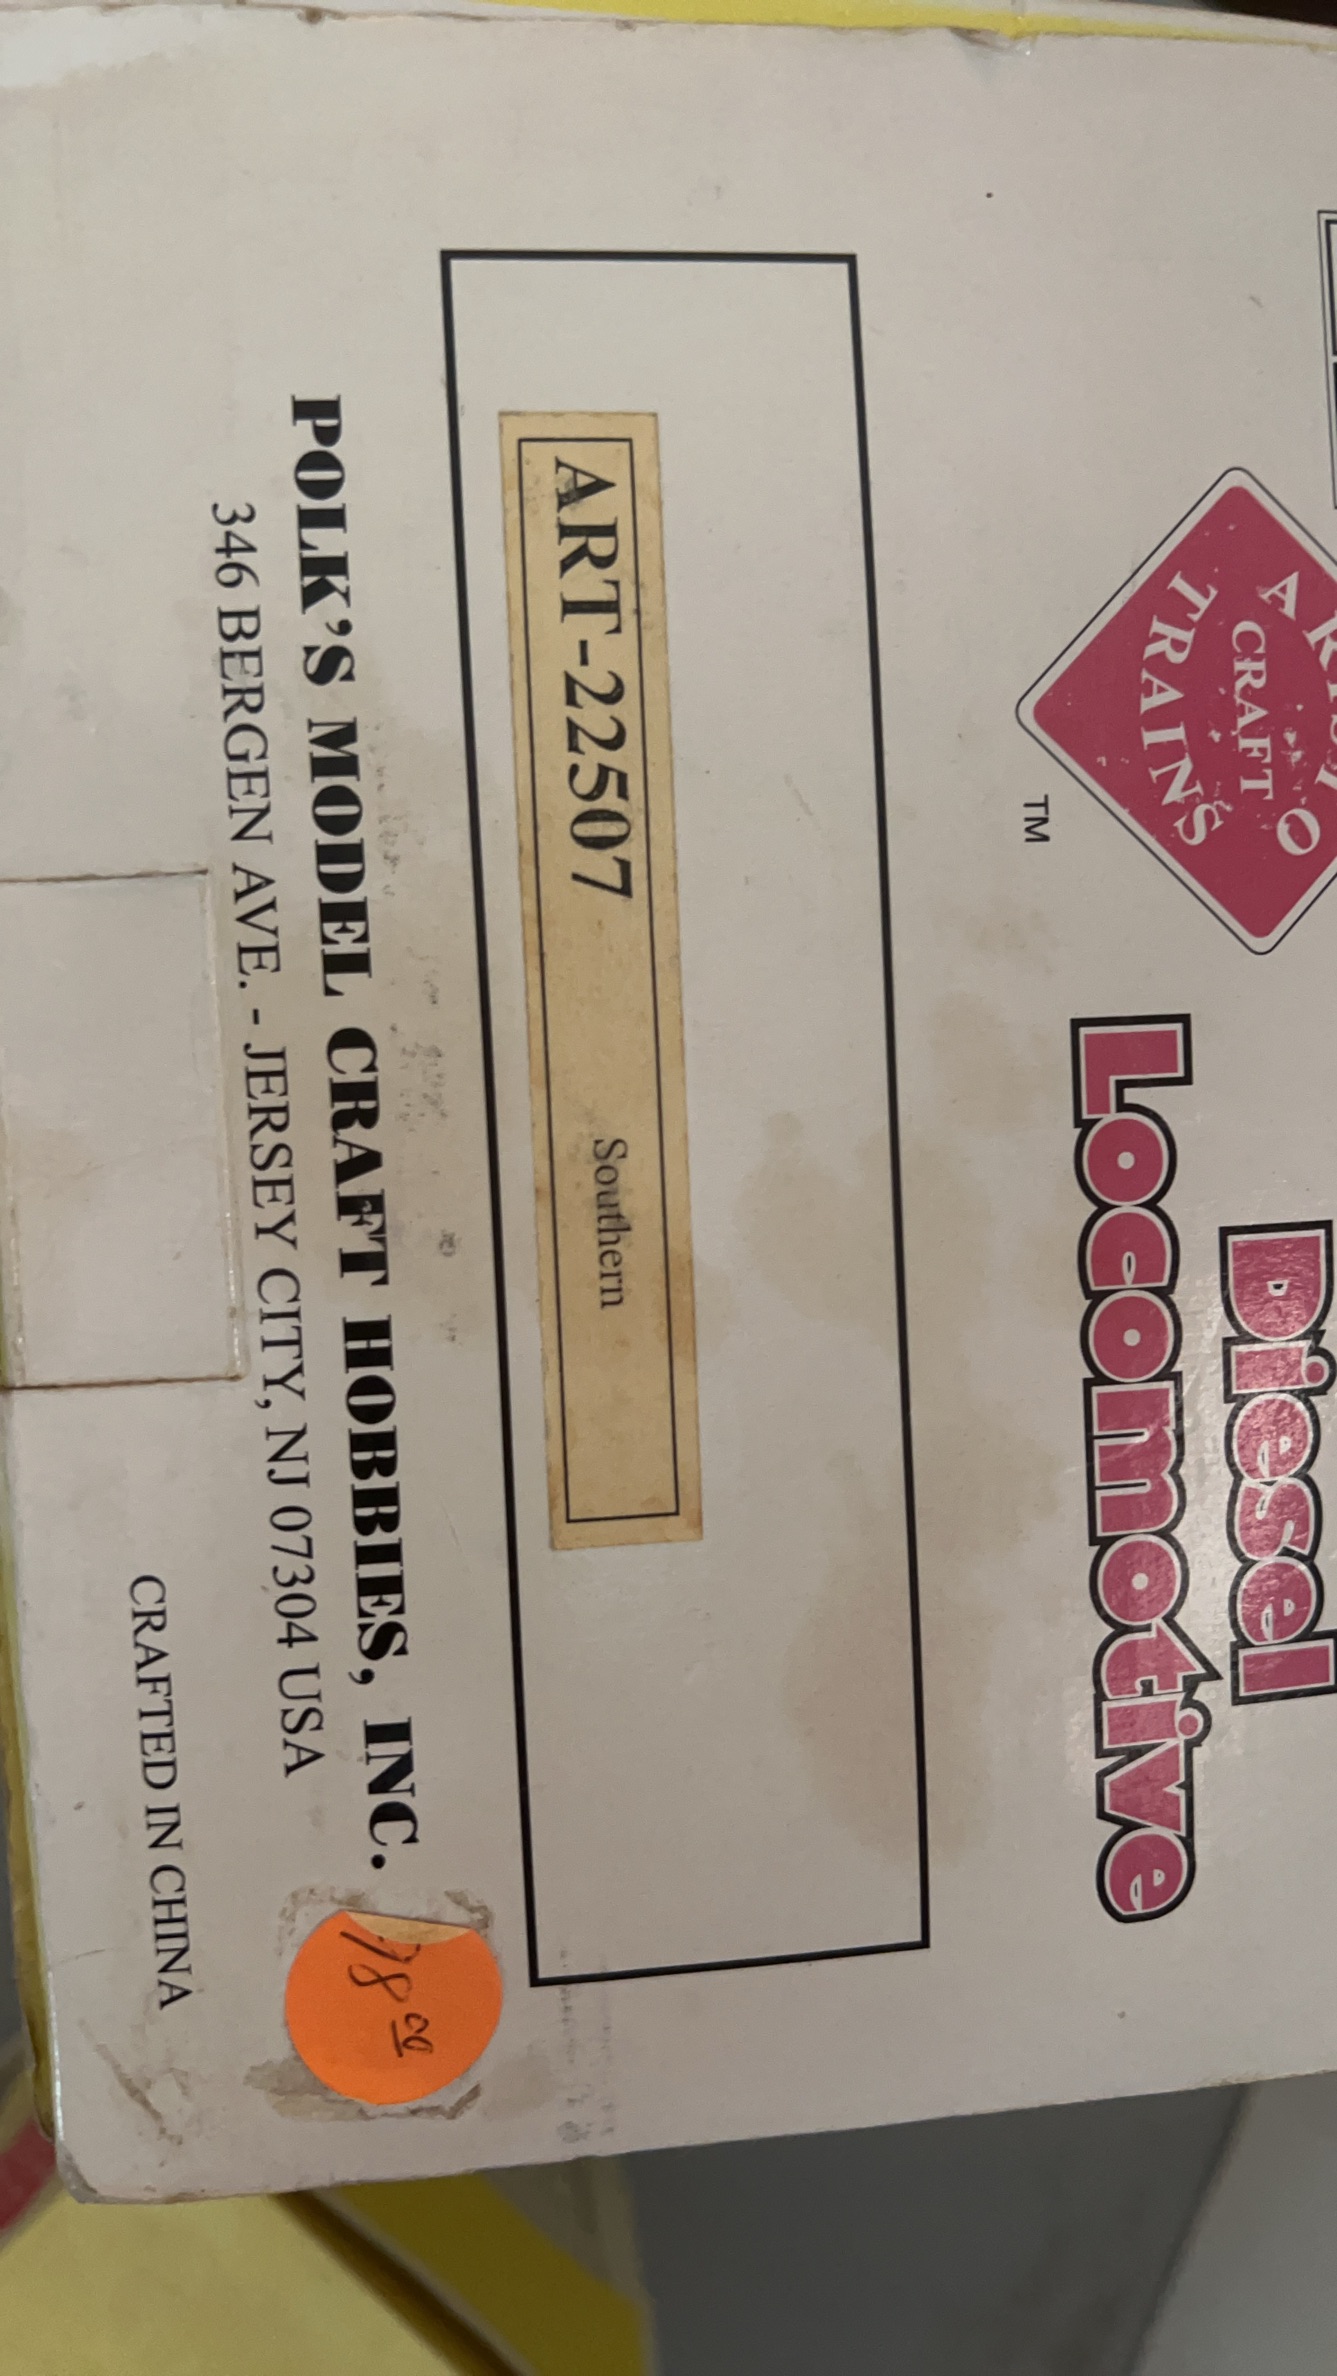 ARISTO
CRAFT
TRAINS
TM
Diesel
Locomotive
ART-22507 Southern
POLK'S MODEL CRAFT HOBBIES, INC.
346 BERGEN AVE. - JERSEY CITY, NJ 07304 USA
CRAFTED IN CHINA